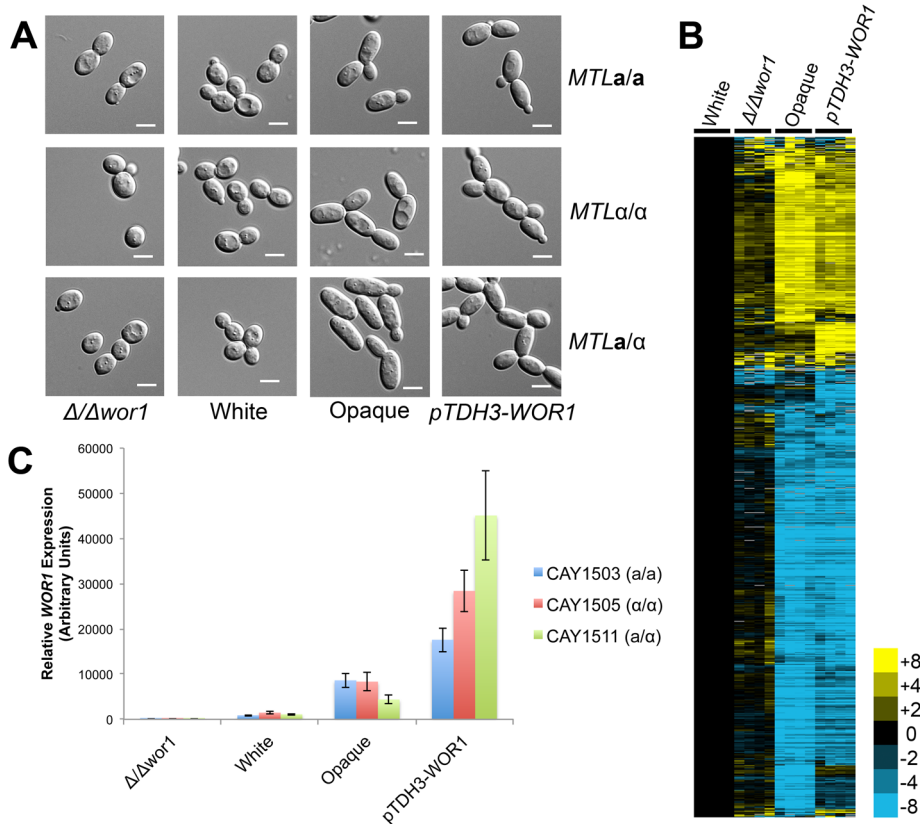 A
MTLa/a
MTLα/α
MTLa/α
Δ/Δwor1
White
Opaque
pTDH3-WOR1
B
White
Δ/Δwor1
Opaque
pTDH3-WOR1
+8
+4
+2
0
-2
-4
-8
C
Relative WOR1 Expression
(Arbitrary Units)
60000
50000
40000
30000
20000
10000
0
Δ/Δwor1
White
Opaque
pTDH3-WOR1
CAY1503 (a/a)
CAY1505 (α/α)
CAY1511 (a/α)